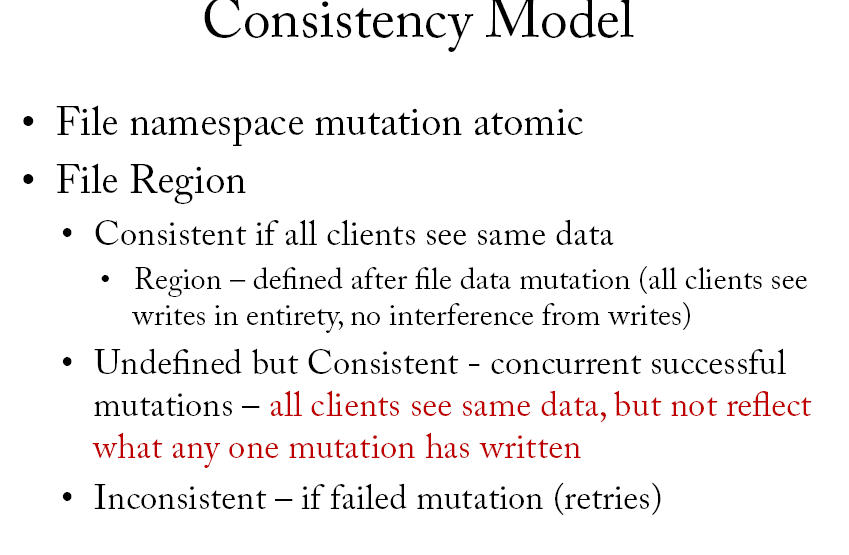 Consistency Model
• File namespace mutation atomic
• File Region
• Consistent if all clients see same data
• Region – defined after file data mutation (all clients see
writes in entirety, no interference from writes)
• Undefined but Consistent - concurrent successful
mutations – all clients see same data, but not reflect
what any one mutation has written
• Inconsistent – if failed mutation (retries)